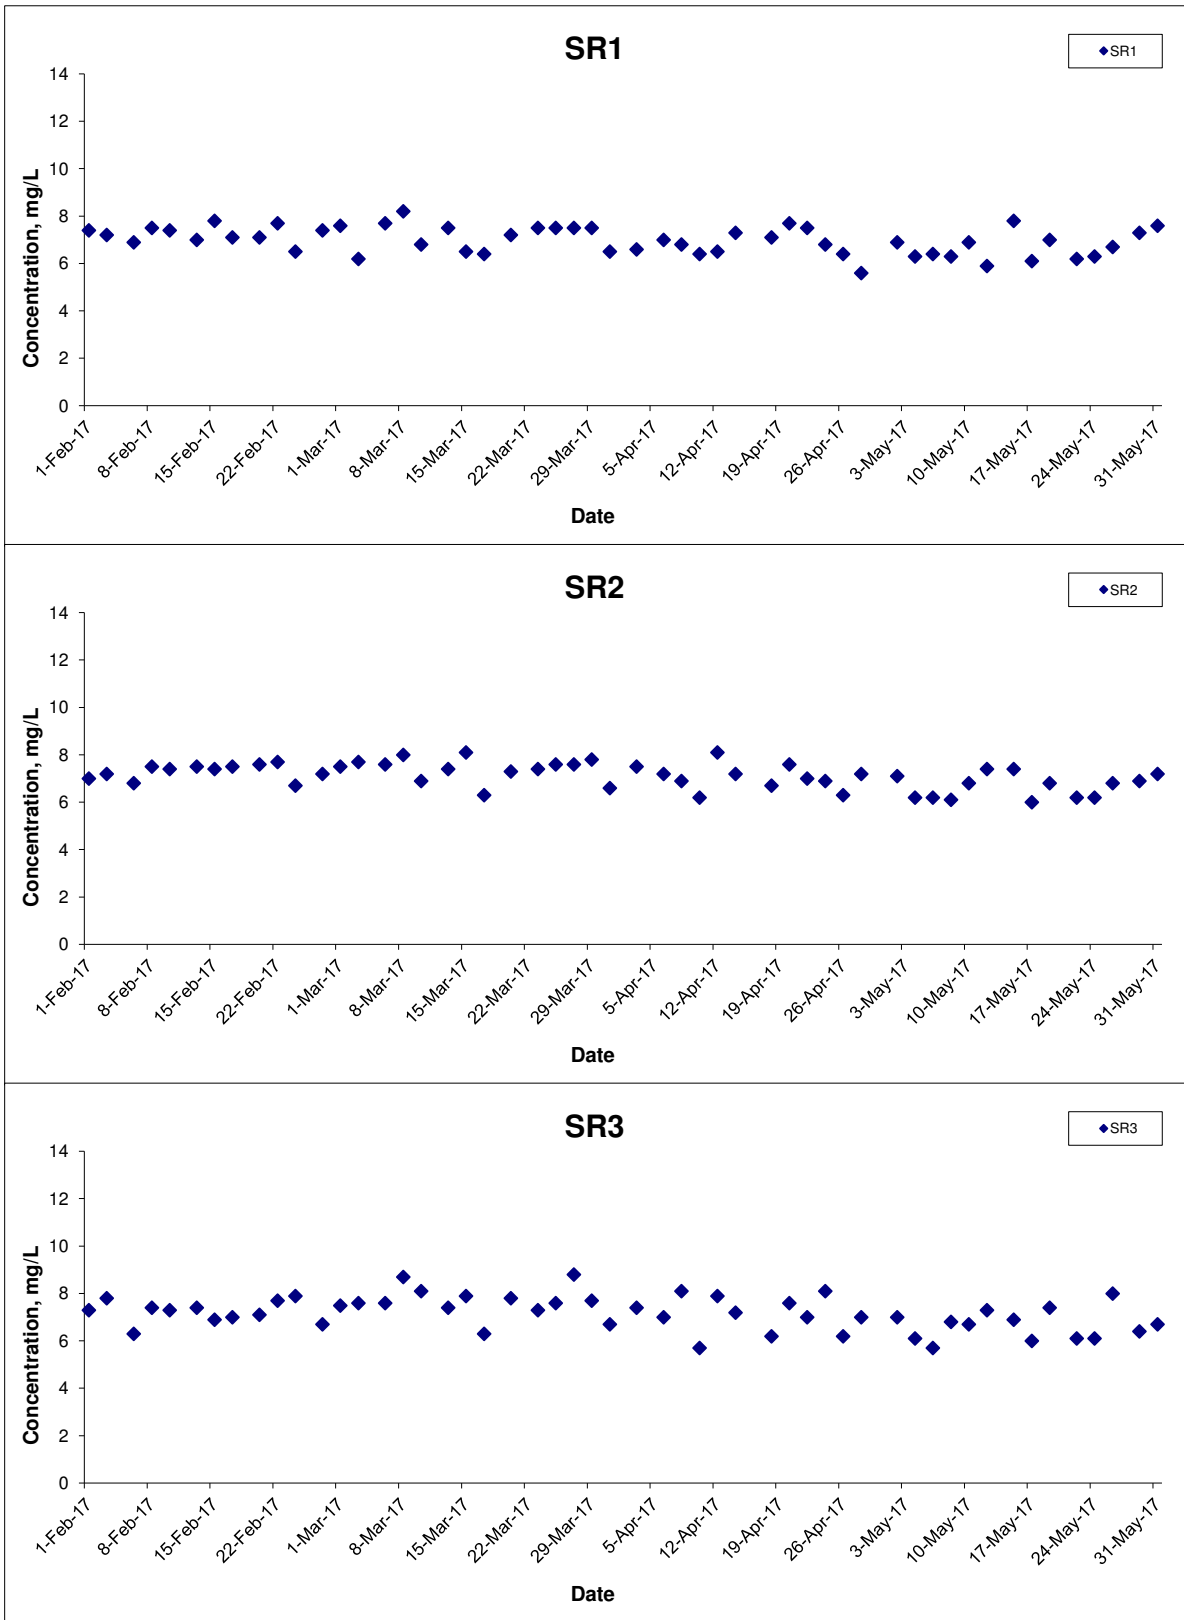 SR1
SR1
14
12
10
8
6
4
2
0
Concentration, mg/L
1-Feb-17
8-Feb-17
15-Feb-17
22-Feb-17
1-Mar-17
8-Mar-17
15-Mar-17
22-Mar-17
29-Mar-17
5-Apr-17
12-Apr-17
19-Apr-17
26-Apr-17
3-May-17
10-May-17
17-May-17
24-May-17
31-May-17
Date
SR2
SR2
14
12
10
8
6
4
2
0
Concentration, mg/L
1-Feb-17
8-Feb-17
15-Feb-17
22-Feb-17
1-Mar-17
8-Mar-17
15-Mar-17
22-Mar-17
29-Mar-17
5-Apr-17
12-Apr-17
19-Apr-17
26-Apr-17
3-May-17
10-May-17
17-May-17
24-May-17
31-May-17
Date
SR3
SR3
14
12
10
8
6
4
2
0
Concentration, mg/L
1-Feb-17
8-Feb-17
15-Feb-17
22-Feb-17
1-Mar-17
8-Mar-17
15-Mar-17
22-Mar-17
29-Mar-17
5-Apr-17
12-Apr-17
19-Apr-17
26-Apr-17
3-May-17
10-May-17
17-May-17
24-May-17
31-May-17
Date